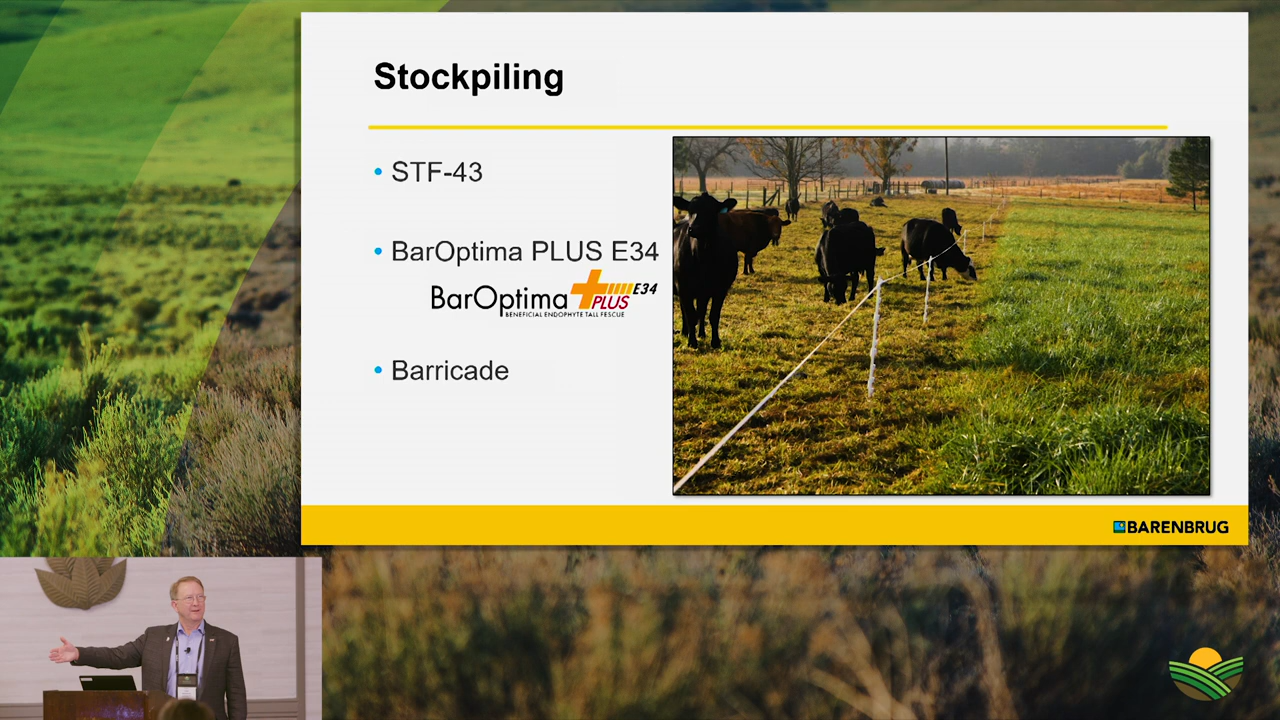 Stockpiling
• STF-43
• BarOptima PLUS E34
BarOptima PLUS E34
BENEFICIAL ENDOPHYTE TALL FESCUE
• Barricade
BARENBRUG